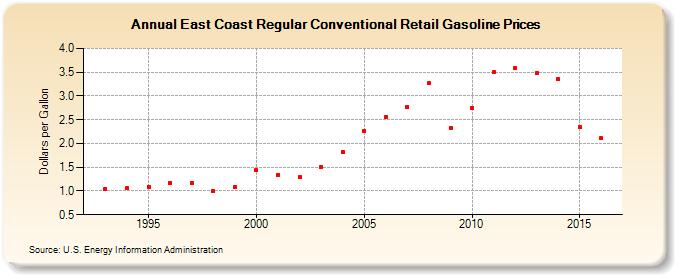 Annual East Coast Regular Conventional Retail Gasoline Prices
Dollars per Gallon
4.0
3.5
3.0
2.5
2.0
1.5
1.0
0.5
1995 2000 2005 2010 2015
Source: U.S. Energy Information Administration